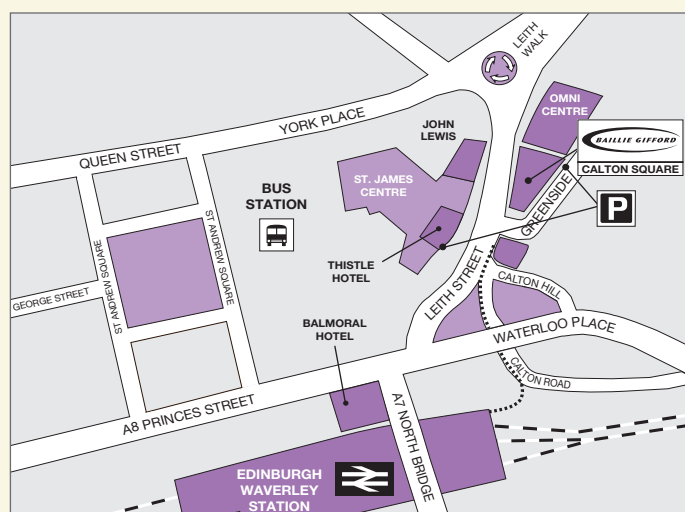 LEITH
WALK
OMNI
CENTRE
BAILLIE GIFFORD
CALTON SQUARE
YORK PLACE
JOHN
LEWIS
QUEEN STREET
ST. JAMES
CENTRE
BUS
STATION
P
GREENSIDE
ST ANDREW SQUARE
ST ANDREW SQUARE
THISTLE
HOTEL
LEITH STREET
CALTON HILL
GEORGE STREET
BALMORAL
HOTEL
WATERLOO PLACE
CALTON ROAD
A8 PRINCES STREET
A7 NORTH BRIDGE
EDINBURGH
WAVERLEY
STATION